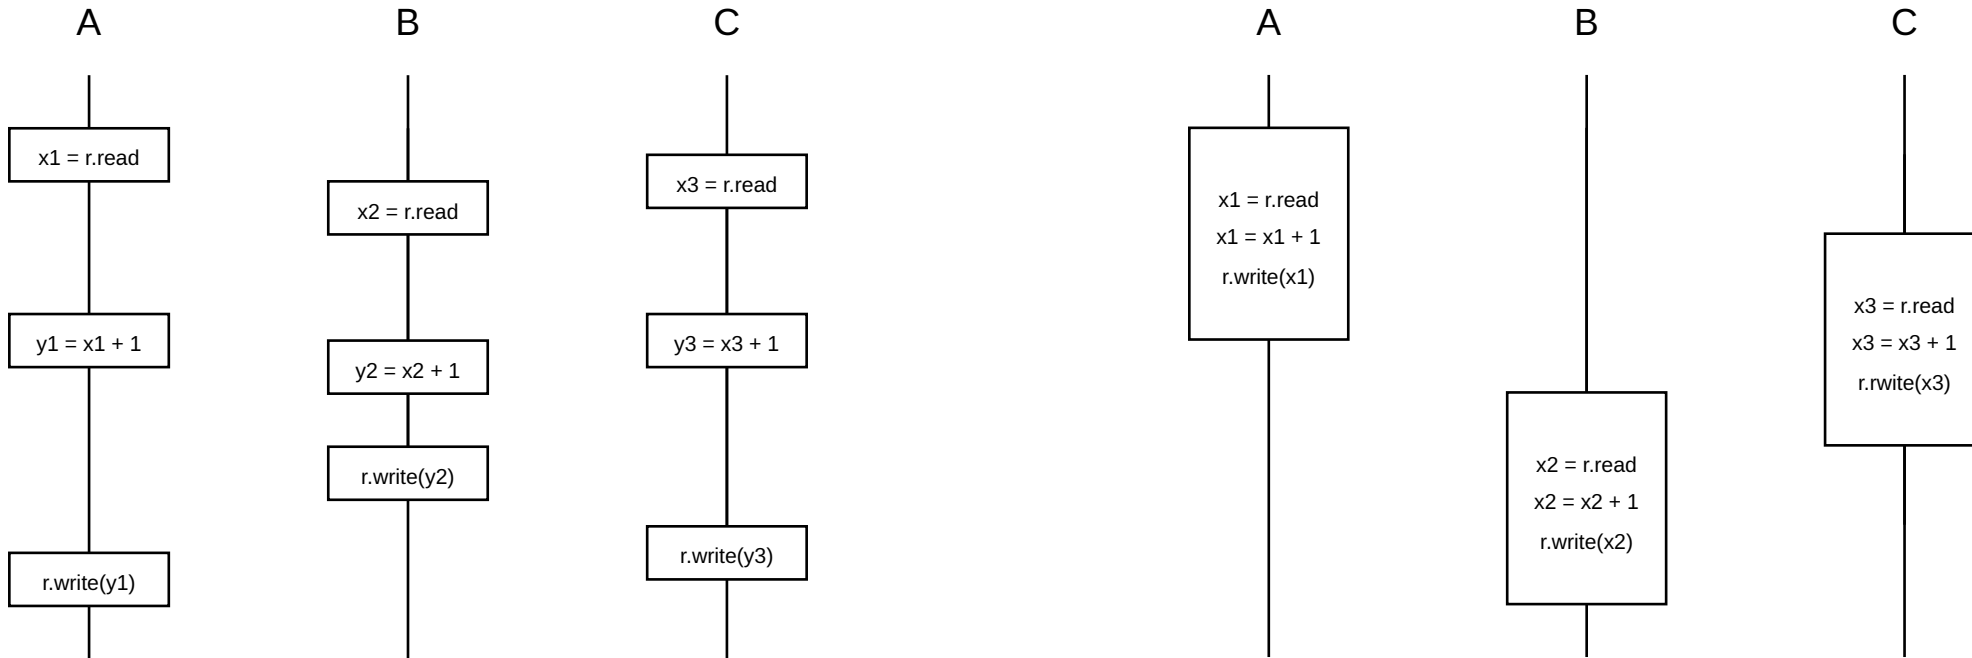 A
B
C
x1 = r.read
x3 = r.read
x2 = r.read
y1 = x1 + 1
y3 = x3 + 1
y2 = x2 + 1
r.write(y2)
r.write(y3)
r.write(y1)
A
B
C
x1 = r.read
x1 = x1 + 1
r.write(x1)
x3 = r.read
x3 = x3 + 1
r.rwite(x3)
x2 = r.read
x2 = x2 + 1
r.write(x2)